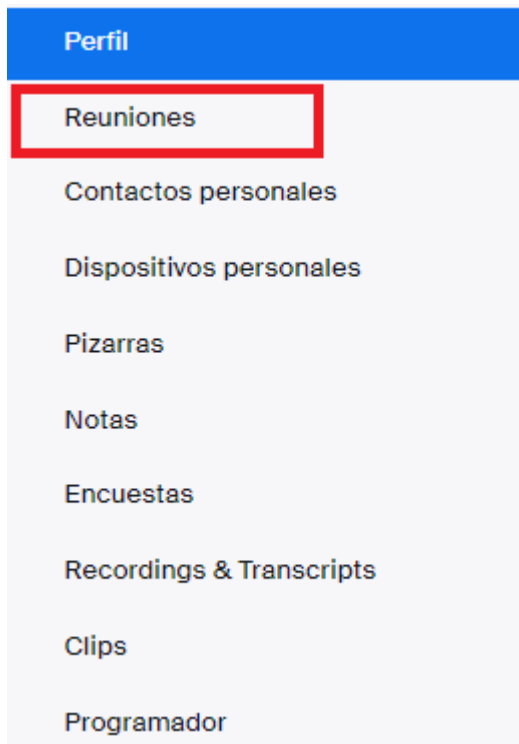 Perfil
Reuniones
Contactos personales
Dispositivos personales
Pizarras
Notas
Encuestas
Recordings & Transcripts
Clips
Programador